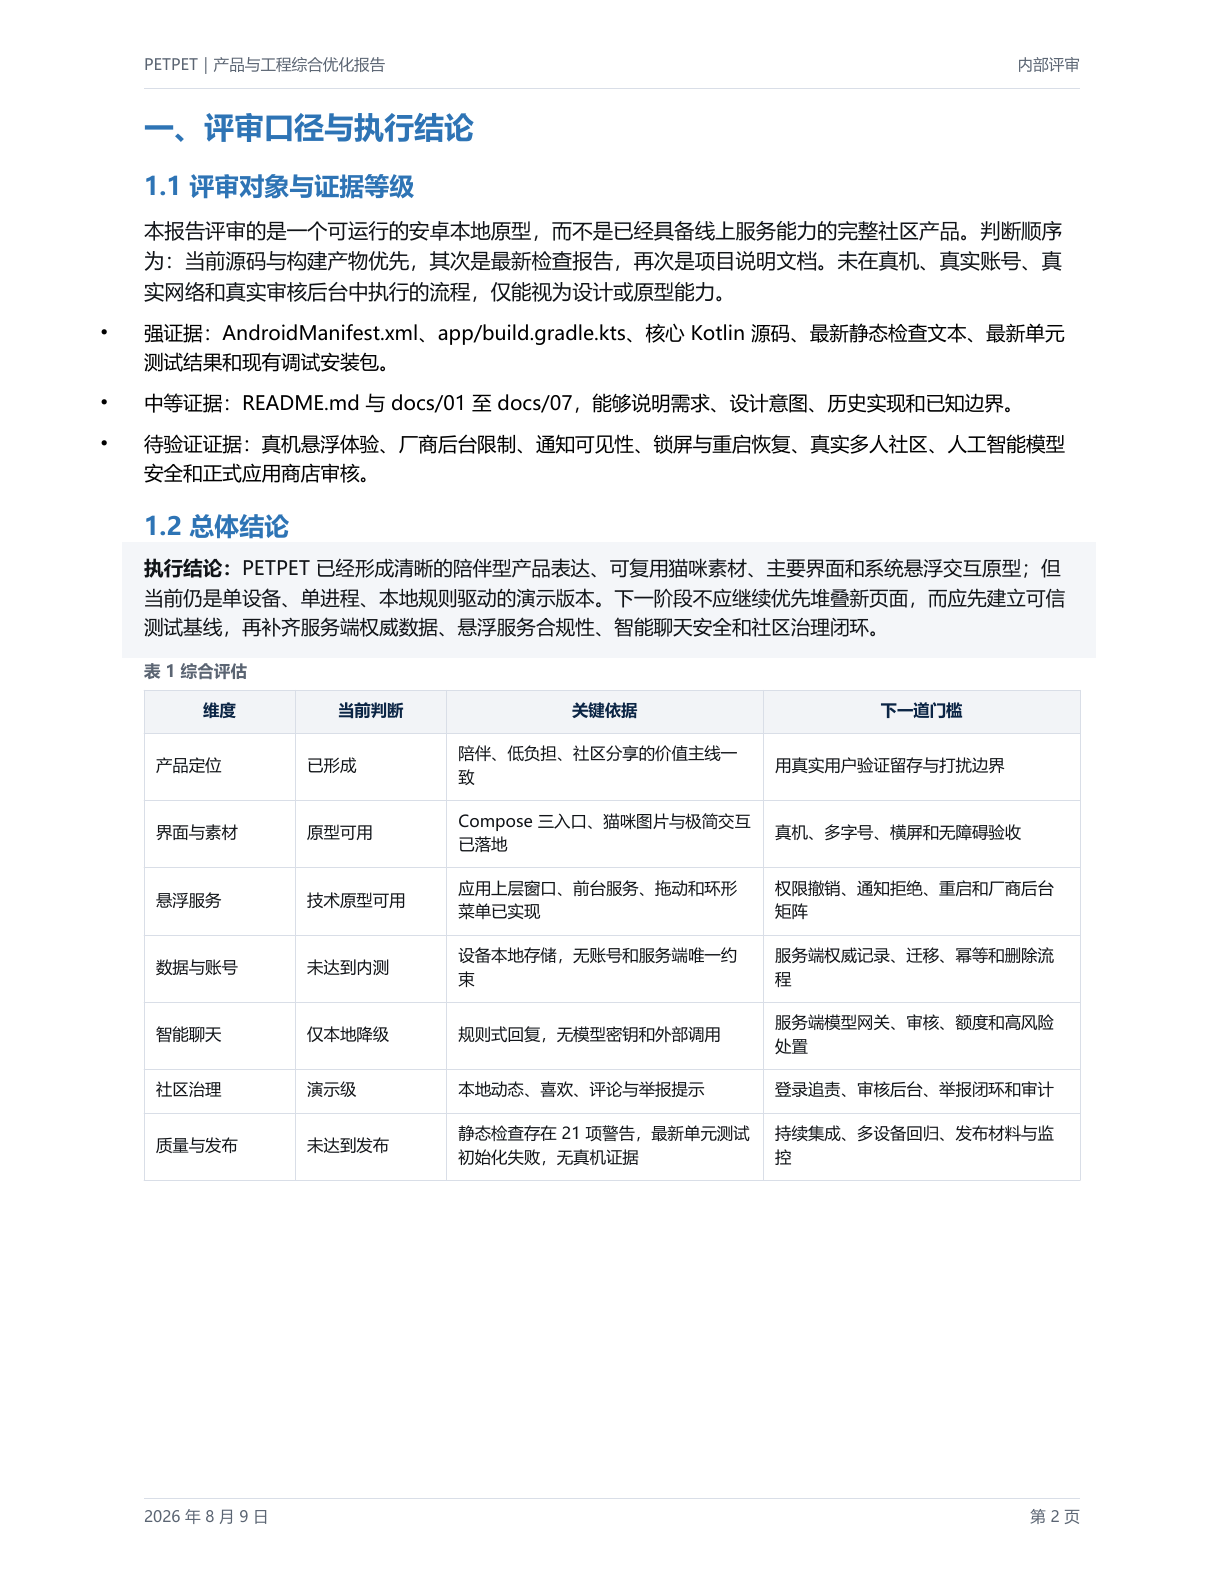 PETPET | 产品与工程综合优化报告
内部评审
一、评审口径与执行结论
1.1 评审对象与证据等级
本报告评审的是一个可运行的安卓本地原型，而不是已经具备线上服务能力的完整社区产品。判断顺序
为：当前源码与构建产物优先，其次是最新检查报告，再次是项目说明文档。未在真机、真实账号、真
实网络和真实审核后台中执行的流程，仅能视为设计或原型能力。
• 强证据：AndroidManifest.xml、app/build.gradle.kts、核心 Kotlin 源码、最新静态检查文本、最新单元
测试结果和现有调试安装包。
• 中等证据：README.md 与 docs/01 至 docs/07，能够说明需求、设计意图、历史实现和已知边界。
• 待验证证据：真机悬浮体验、厂商后台限制、通知可见性、锁屏与重启恢复、真实多人社区、人工智能模型
安全和正式应用商店审核。
1.2 总体结论
执行结论：PETPET 已经形成清晰的陪伴型产品表达、可复用猫咪素材、主要界面和系统悬浮交互原型；但
当前仍是单设备、单进程、本地规则驱动的演示版本。下一阶段不应继续优先堆叠新页面，而应先建立可信
测试基线，再补齐服务端权威数据、悬浮服务合规性、智能聊天安全和社区治理闭环。
表 1 综合评估
维度 当前判断 关键依据 下一道门槛
产品定位 已形成 陪伴、低负担、社区分享的价值主线一
致 用真实用户验证留存与打扰边界
界面与素材 原型可用 Compose 三入口、猫咪图片与极简交互
已落地 真机、多字号、横屏和无障碍验收
悬浮服务 技术原型可用 应用上层窗口、前台服务、拖动和环形
菜单已实现 权限撤销、通知拒绝、重启和厂商后台
矩阵
数据与账号 未达到内测 设备本地存储，无账号和服务端唯一约
束 服务端权威记录、迁移、幂等和删除流
程
智能聊天 仅本地降级 规则式回复，无模型密钥和外部调用 服务端模型网关、审核、额度和高风险
处置
社区治理 演示级 本地动态、喜欢、评论与举报提示 登录追责、审核后台、举报闭环和审计
质量与发布 未达到发布 静态检查存在 21 项警告，最新单元测试
初始化失败，无真机证据 持续集成、多设备回归、发布材料与监
控
2026 年 8 月 9 日
第 2 页